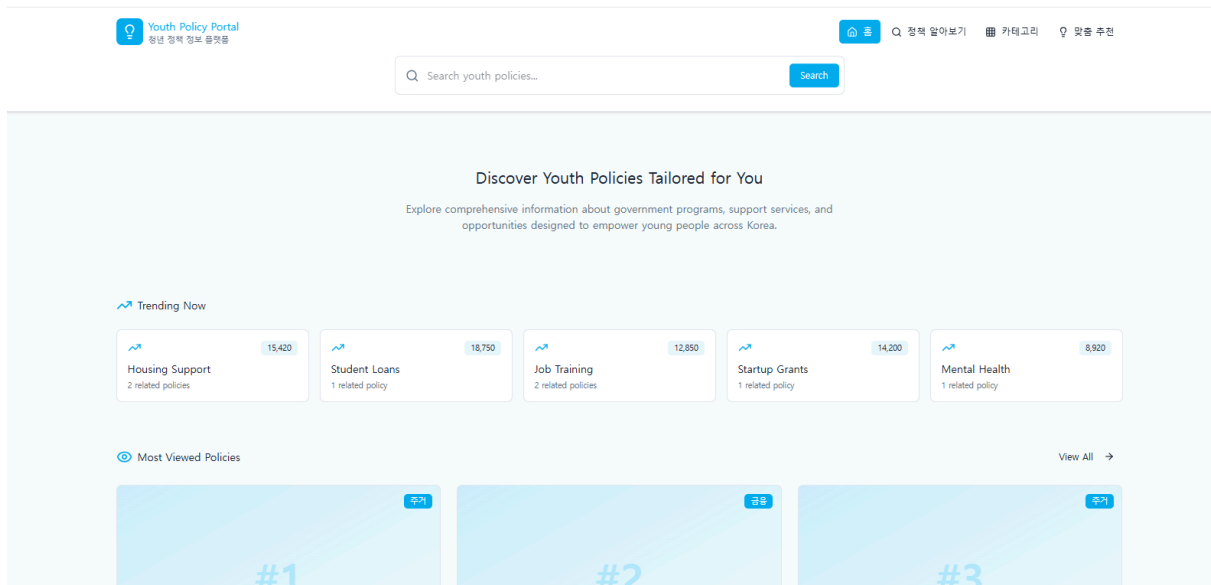 Youth Policy Portal
청년 정책 정보 플랫폼
홈
정책 알아보기
카테고리
맞춤 추천
Search youth policies...
Search
Discover Youth Policies Tailored for You
Explore comprehensive information about government programs, support services, and
opportunities designed to empower young people across Korea.
Trending Now
15,420
Housing Support
2 related policies
18,750
Student Loans
1 related policy
12,850
Job Training
2 related policies
14,200
Startup Grants
1 related policy
8,920
Mental Health
1 related policy
Most Viewed Policies
View All
주거
#1
금융
#2
주거
#3